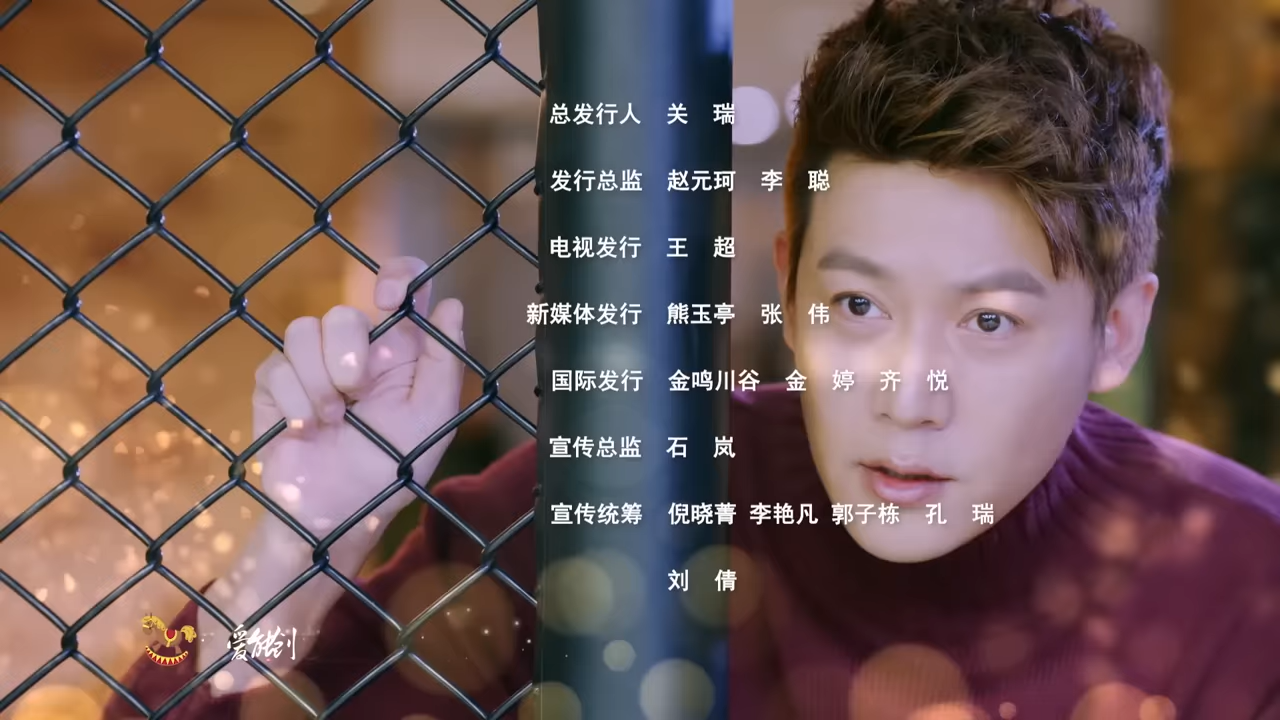 总发行人 关 瑞
发行总监 赵元珂 李 聪
电视发行 王 超
新媒体发行 熊玉亭 张 伟
国际发行 金鸣川谷 金 婷 齐 悦
宣传总监 石 岚
宣传统筹 倪晓菁 李艳凡 郭子栋 孔 瑞
刘 倩